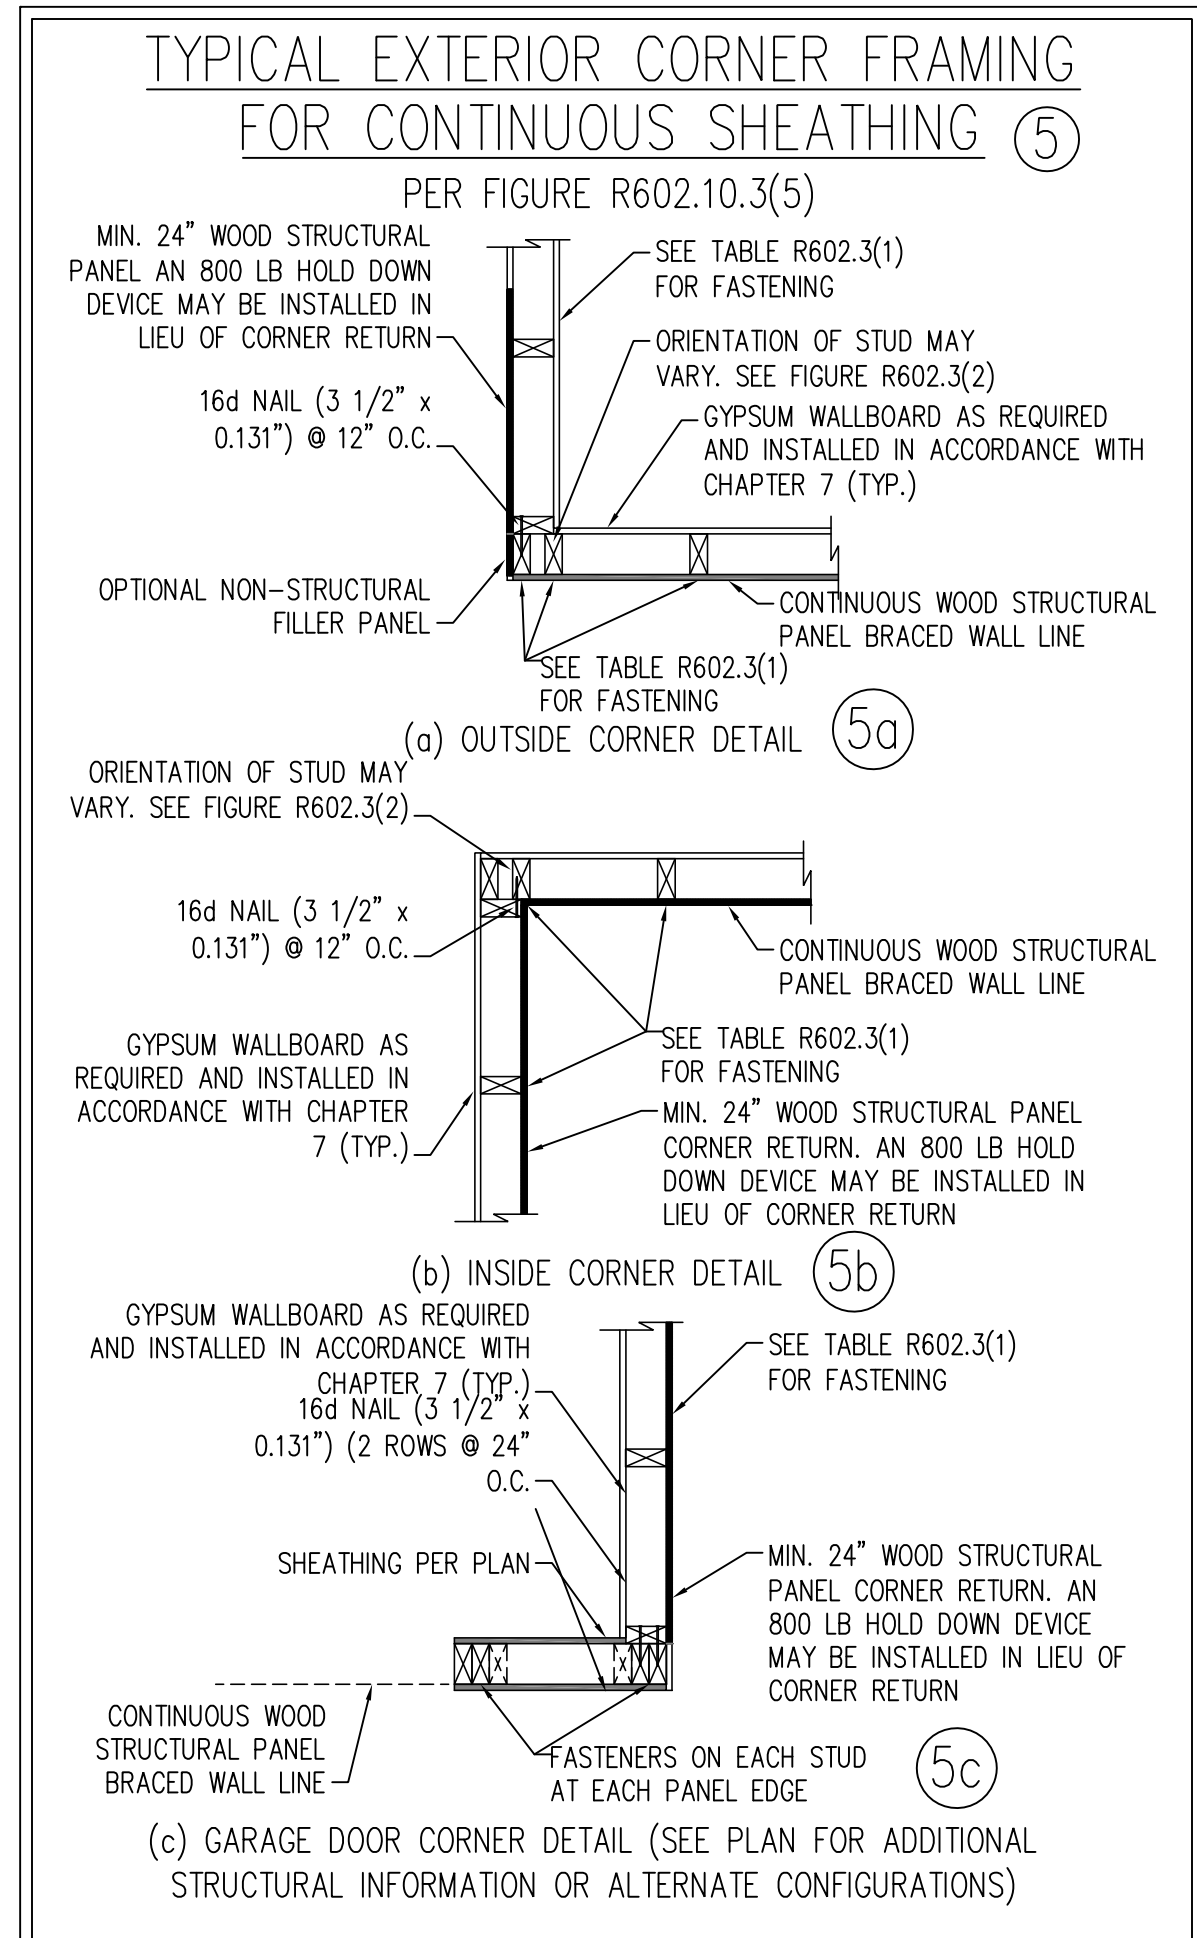 TYPICAL EXTERIOR CORNER FRAMING
FOR CONTINUOUS SHEATHING 5
PER FIGURE R602.10.3(5)
MIN. 24" WOOD STRUCTURAL
PANEL AN 800 LB HOLD DOWN
DEVICE MAY BE INSTALLED IN
LIEU OF CORNER RETURN
16d NAIL (3 1/2" x
0.131") @ 12" O.C.
OPTIONAL NON-STRUCTURAL
FILLER PANEL
SEE TABLE R602.3(1)
FOR FASTENING
ORIENTATION OF STUD MAY
VARY. SEE FIGURE R602.3(2)
GYPSUM WALLBOARD AS REQUIRED
AND INSTALLED IN ACCORDANCE WITH
CHAPTER 7 (TYP.)
CONTINUOUS WOOD STRUCTURAL
PANEL BRACED WALL LINE
SEE TABLE R602.3(1)
FOR FASTENING
(a) OUTSIDE CORNER DETAIL 5a
ORIENTATION OF STUD MAY
VARY. SEE FIGURE R602.3(2)
16d NAIL (3 1/2" x
0.131") @ 12" O.C.
GYPSUM WALLBOARD AS
REQUIRED AND INSTALLED IN
ACCORDANCE WITH CHAPTER
7 (TYP.)
CONTINUOUS WOOD STRUCTURAL
PANEL BRACED WALL LINE
SEE TABLE R602.3(1)
FOR FASTENING
MIN. 24" WOOD STRUCTURAL PANEL
CORNER RETURN. AN 800 LB HOLD
DOWN DEVICE MAY BE INSTALLED IN
LIEU OF CORNER RETURN
(b) INSIDE CORNER DETAIL 5b
GYPSUM WALLBOARD AS REQUIRED
AND INSTALLED IN ACCORDANCE WITH
CHAPTER 7 (TYP.)
16d NAIL (3 1/2" x
0.131") (2 ROWS @ 24"
O.C.
SHEATHING PER PLAN
CONTINUOUS WOOD
STRUCTURAL PANEL
BRACED WALL LINE
SEE TABLE R602.3(1)
FOR FASTENING
MIN. 24" WOOD STRUCTURAL
PANEL CORNER RETURN. AN
800 LB HOLD DOWN DEVICE
MAY BE INSTALLED IN LIEU OF
CORNER RETURN
FASTENERS ON EACH STUD
AT EACH PANEL EDGE
5c
(c) GARAGE DOOR CORNER DETAIL (SEE PLAN FOR ADDITIONAL
STRUCTURAL INFORMATION OR ALTERNATE CONFIGURATIONS)